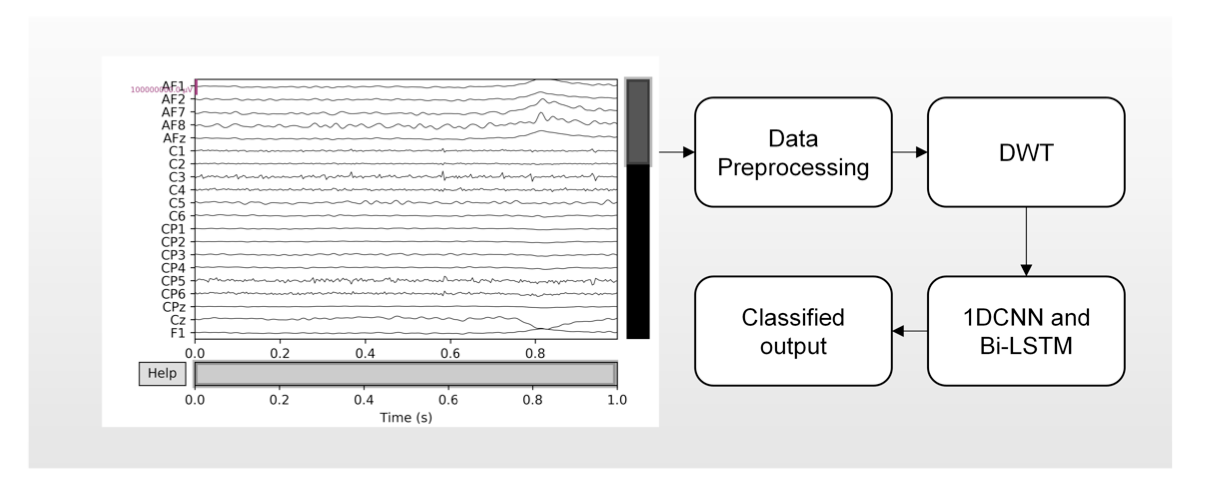 AF1
AF2
AF7
AF8
AFz
C1
C2
C3
C4
C5
C6
CP1
CP2
CP3
CP4
CP5
CP6
CPz
Cz
F1
0.0 0.2 0.4 0.6 0.8
Help
0.0 0.2 0.4 0.6 0.8 1.0
Time (s)
Data
Preprocessing
DWT
Classified
output
1DCNN and
Bi-LSTM